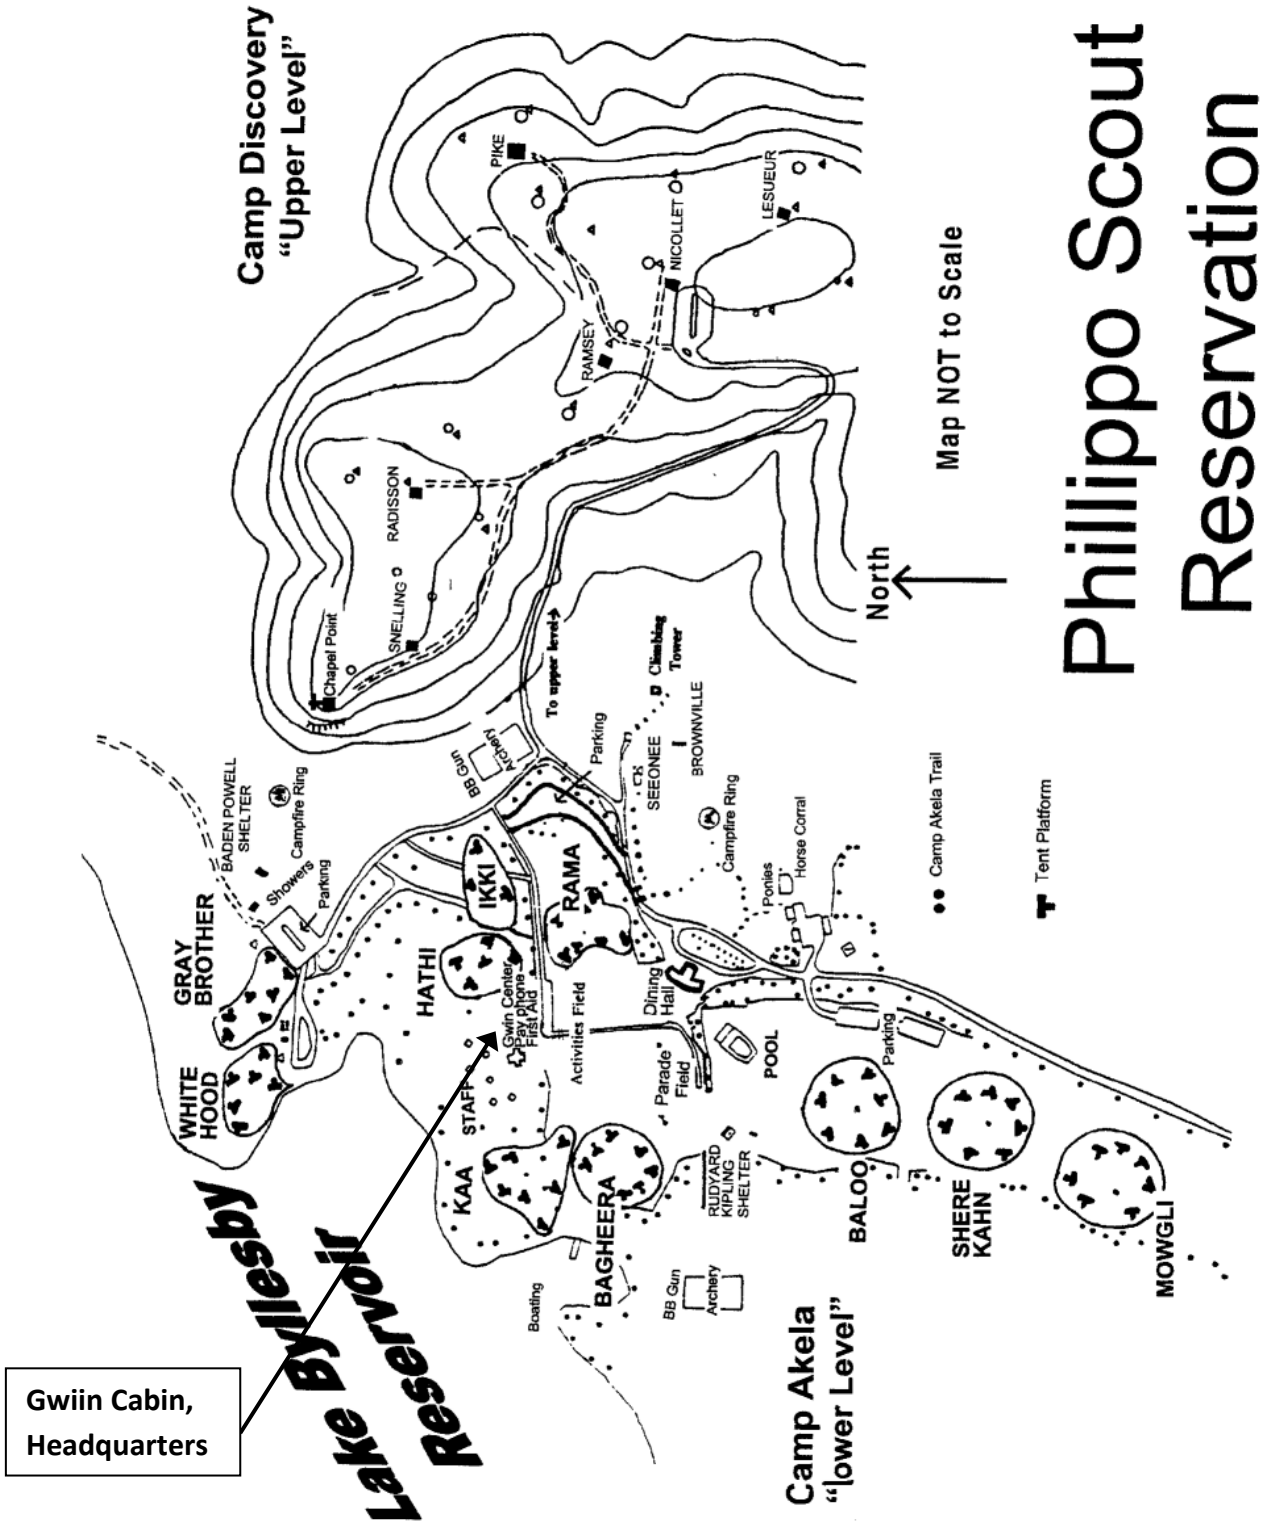 Phillippo Scout
Reservation
Camp Discovery
“Upper Level”
PIKE
LESUEUR
NICOLLET
RAMSEY
RADISSON
SNELLING
Chapel Point
Map NOT to Scale
North
To upper level→
Climbing
Tower
BROWNVILLE
SEEONEE
Parking
BB Gun
Archery
BADEN POWELL
SHELTER
Campfire Ring
Showers
Parking
GRAY
BROTHER
WHITE
HOOD
HATHI
IKKI
RAMA
Campfire Ring
Ponies
Horse Corral
Camp Akela Trail
Tent Platform
Gwin Center
Pay phone
First Aid
Activities Field
Dining
Hall
STAFF
Parade
Field
POOL
Parking
KAA
BAGHEERA
RUDYARD
KIPLING
SHELTER
BALOO
SHERE
KAHN
MOWGLI
Boating
BB Gun
Archery
Camp Akela
“lower Level”
Lake Byllesby
Reservoir
Gwiin Cabin,
Headquarters